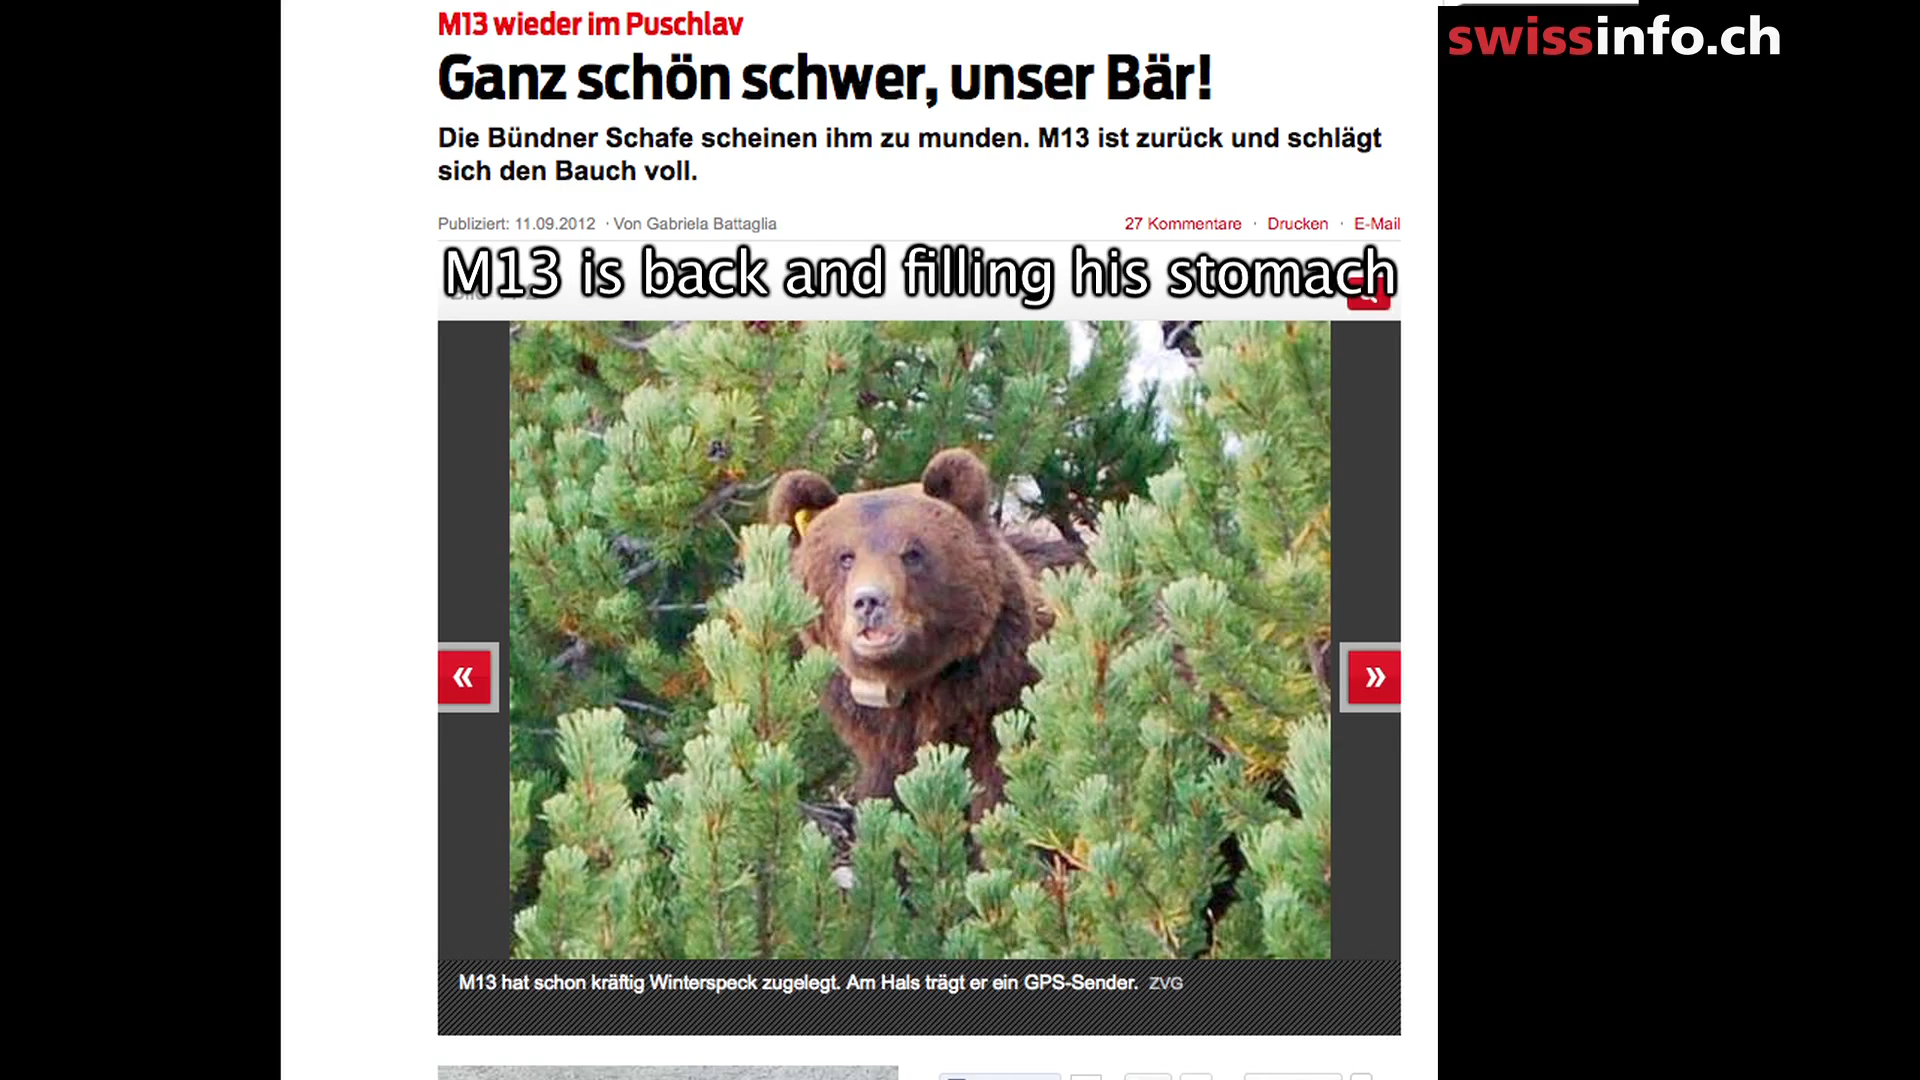 M13 wieder im Puschlav
swissinfo.ch
Ganz schön schwer, unser Bär!
Die Bündner Schafe scheinen ihm zu munden. M13 ist zurück und schlägt
sich den Bauch voll.
Publiziert: 11.09.2012 · Von Gabriela Battaglia
27 Kommentare · Drucken · E-Mail
M13 is back and filling his stomach
« »
M13 hat schon kräftig Winterspeck zugelegt. Am Hals trägt er ein GPS-Sender. ZVG